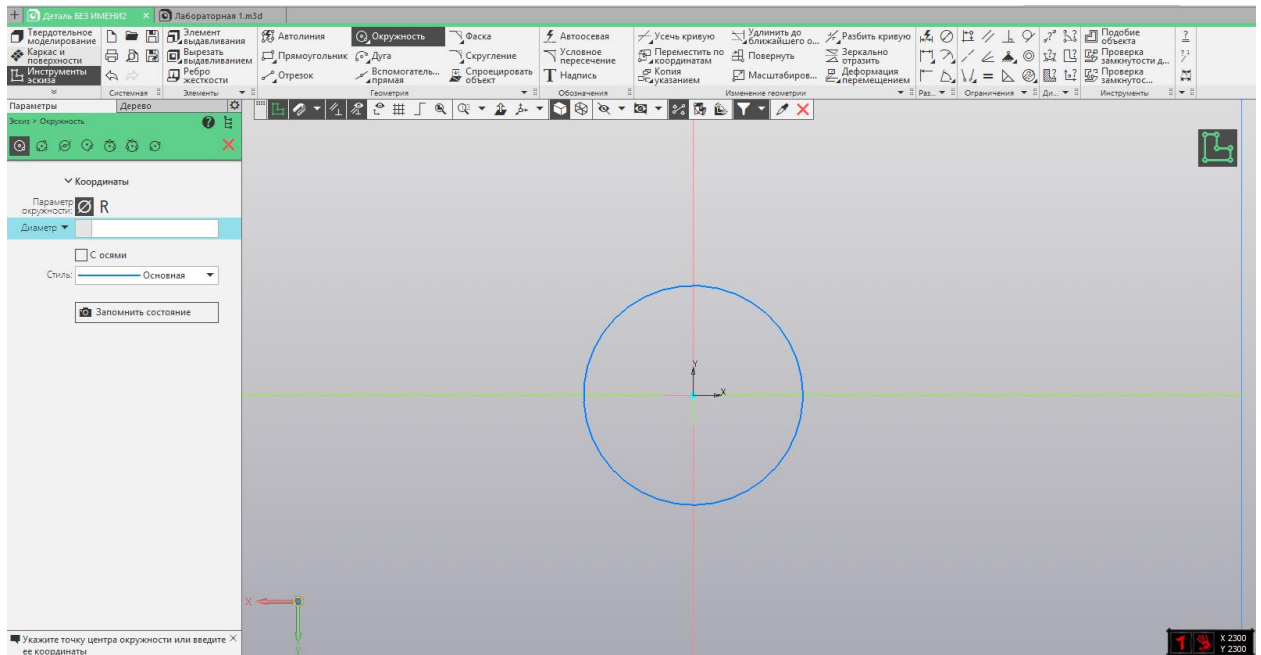 Деталь БЕЗ ИМЕНИ2
Лабораторная 1.m3d
Твердотельное моделирование
Каркас и поверхности
Инструменты эскиза
Системная
Элемент выдавливания
Вырезать выдавливанием
Ребро жесткости
Элементы
Автолиния
Прямоугольник
Отрезок
Окружность
Дуга
Вспомогатель... прямая
Фаска
Скругление
Спроецировать объект
Геометрия
Автоосевая
Условное пересечение
Надпись
Обозначения
Усечь кривую
Переместить по координатам
Копия указанием
Удлинить до ближайшего о...
Повернуть
Масштабиров...
Разбить кривую
Зеркально отразить
Деформация перемещением
Изменение геометрии
Раз...
Ограничения
Ди...
Подобие объекта
Проверка замкнутости д...
Проверка замкнутос...
Инструменты
Параметры
Дерево
Эскиз > Окружность
Координаты
Параметр окружности:
R
Диаметр
С осями
Стиль:
Основная
Запомнить состояние
Y
X
X
Y
Укажите точку центра окружности или введите
ее координаты
X 2300
Y 2300